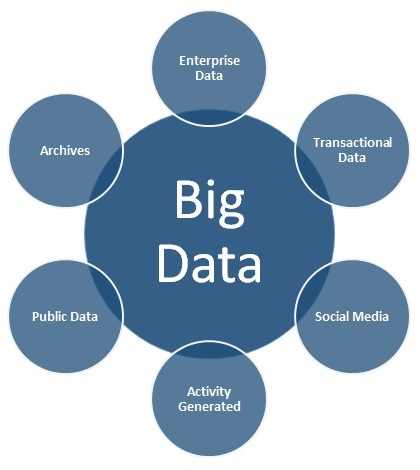 Enterprise
Data
Archives
Transactional
Data
Big
Data
Public Data
Social Media
Activity
Generated